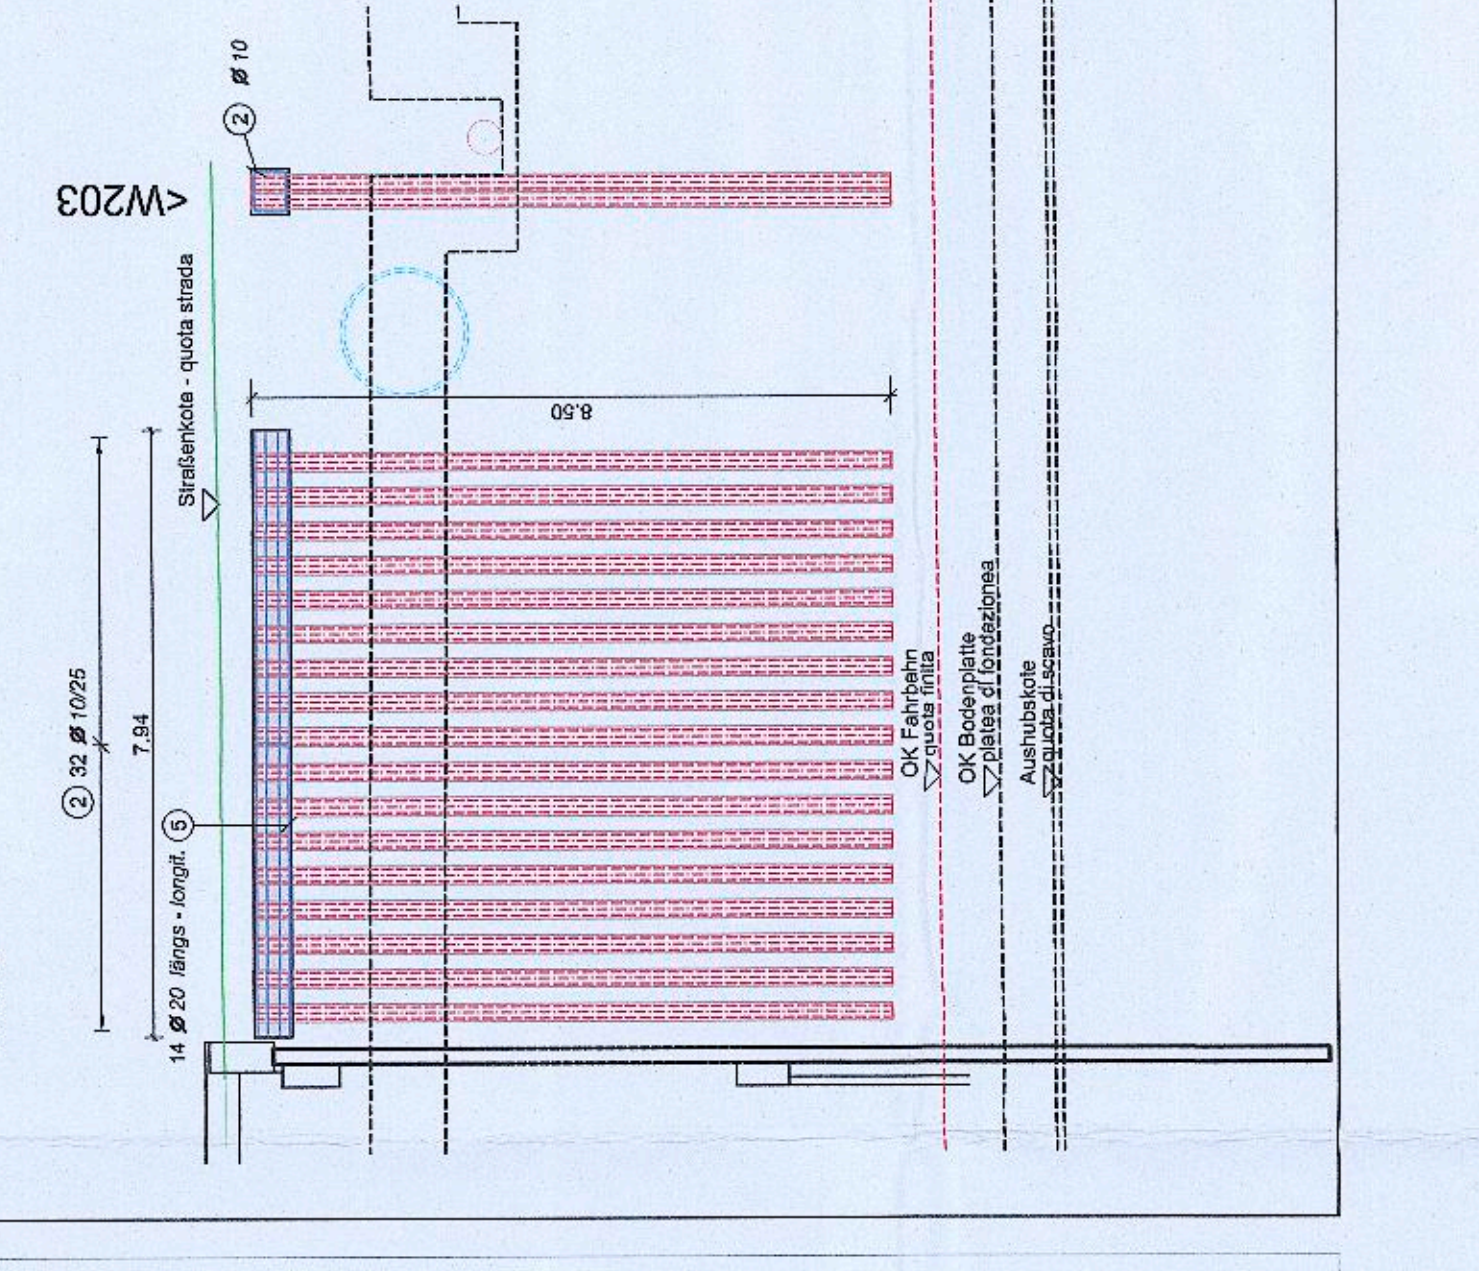 2 Ø 10
<W203
Straßenkote - quota strada
8.50
2 32 Ø 10/25
7.94
14 Ø 20 längs - longit. 5
OK Fahrbahn
quota finita
OK Bodenplatte
platea di fondazionea
Aushubskote
quota di scavo